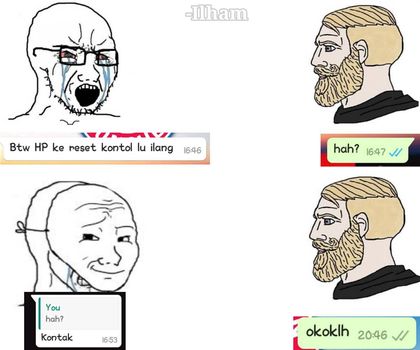 -Ilham
Btw HP ke reset kontol lu ilang
16:46
hah? 16:47
You
hah?
Kontak 16:53
okoklh 20:46